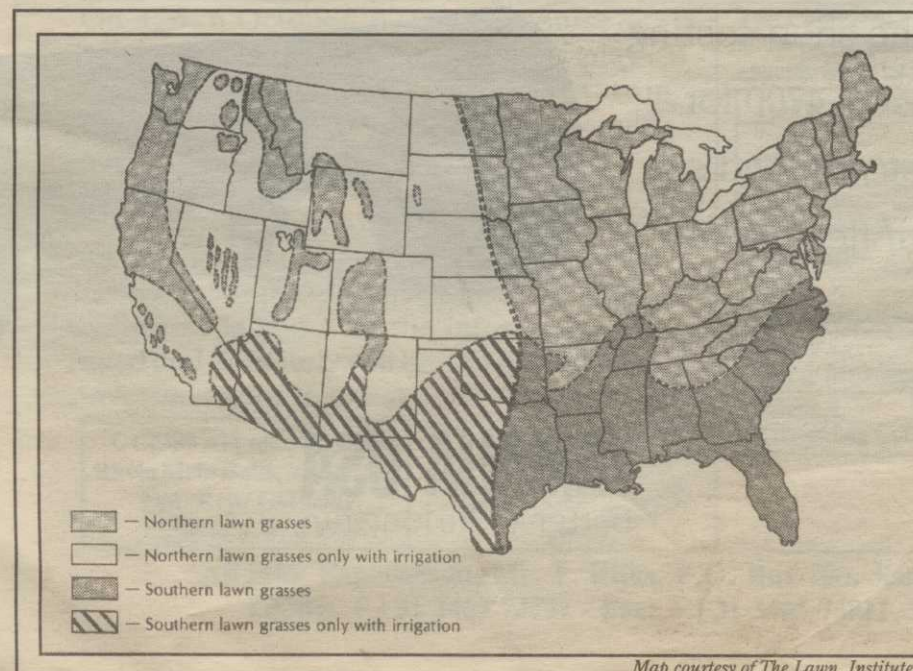 — Northern lawn grasses
— Northern lawn grasses only with irrigation
— Southern lawn grasses
— Southern lawn grasses only with irrigation
Map courtesy of The Lawn Institute